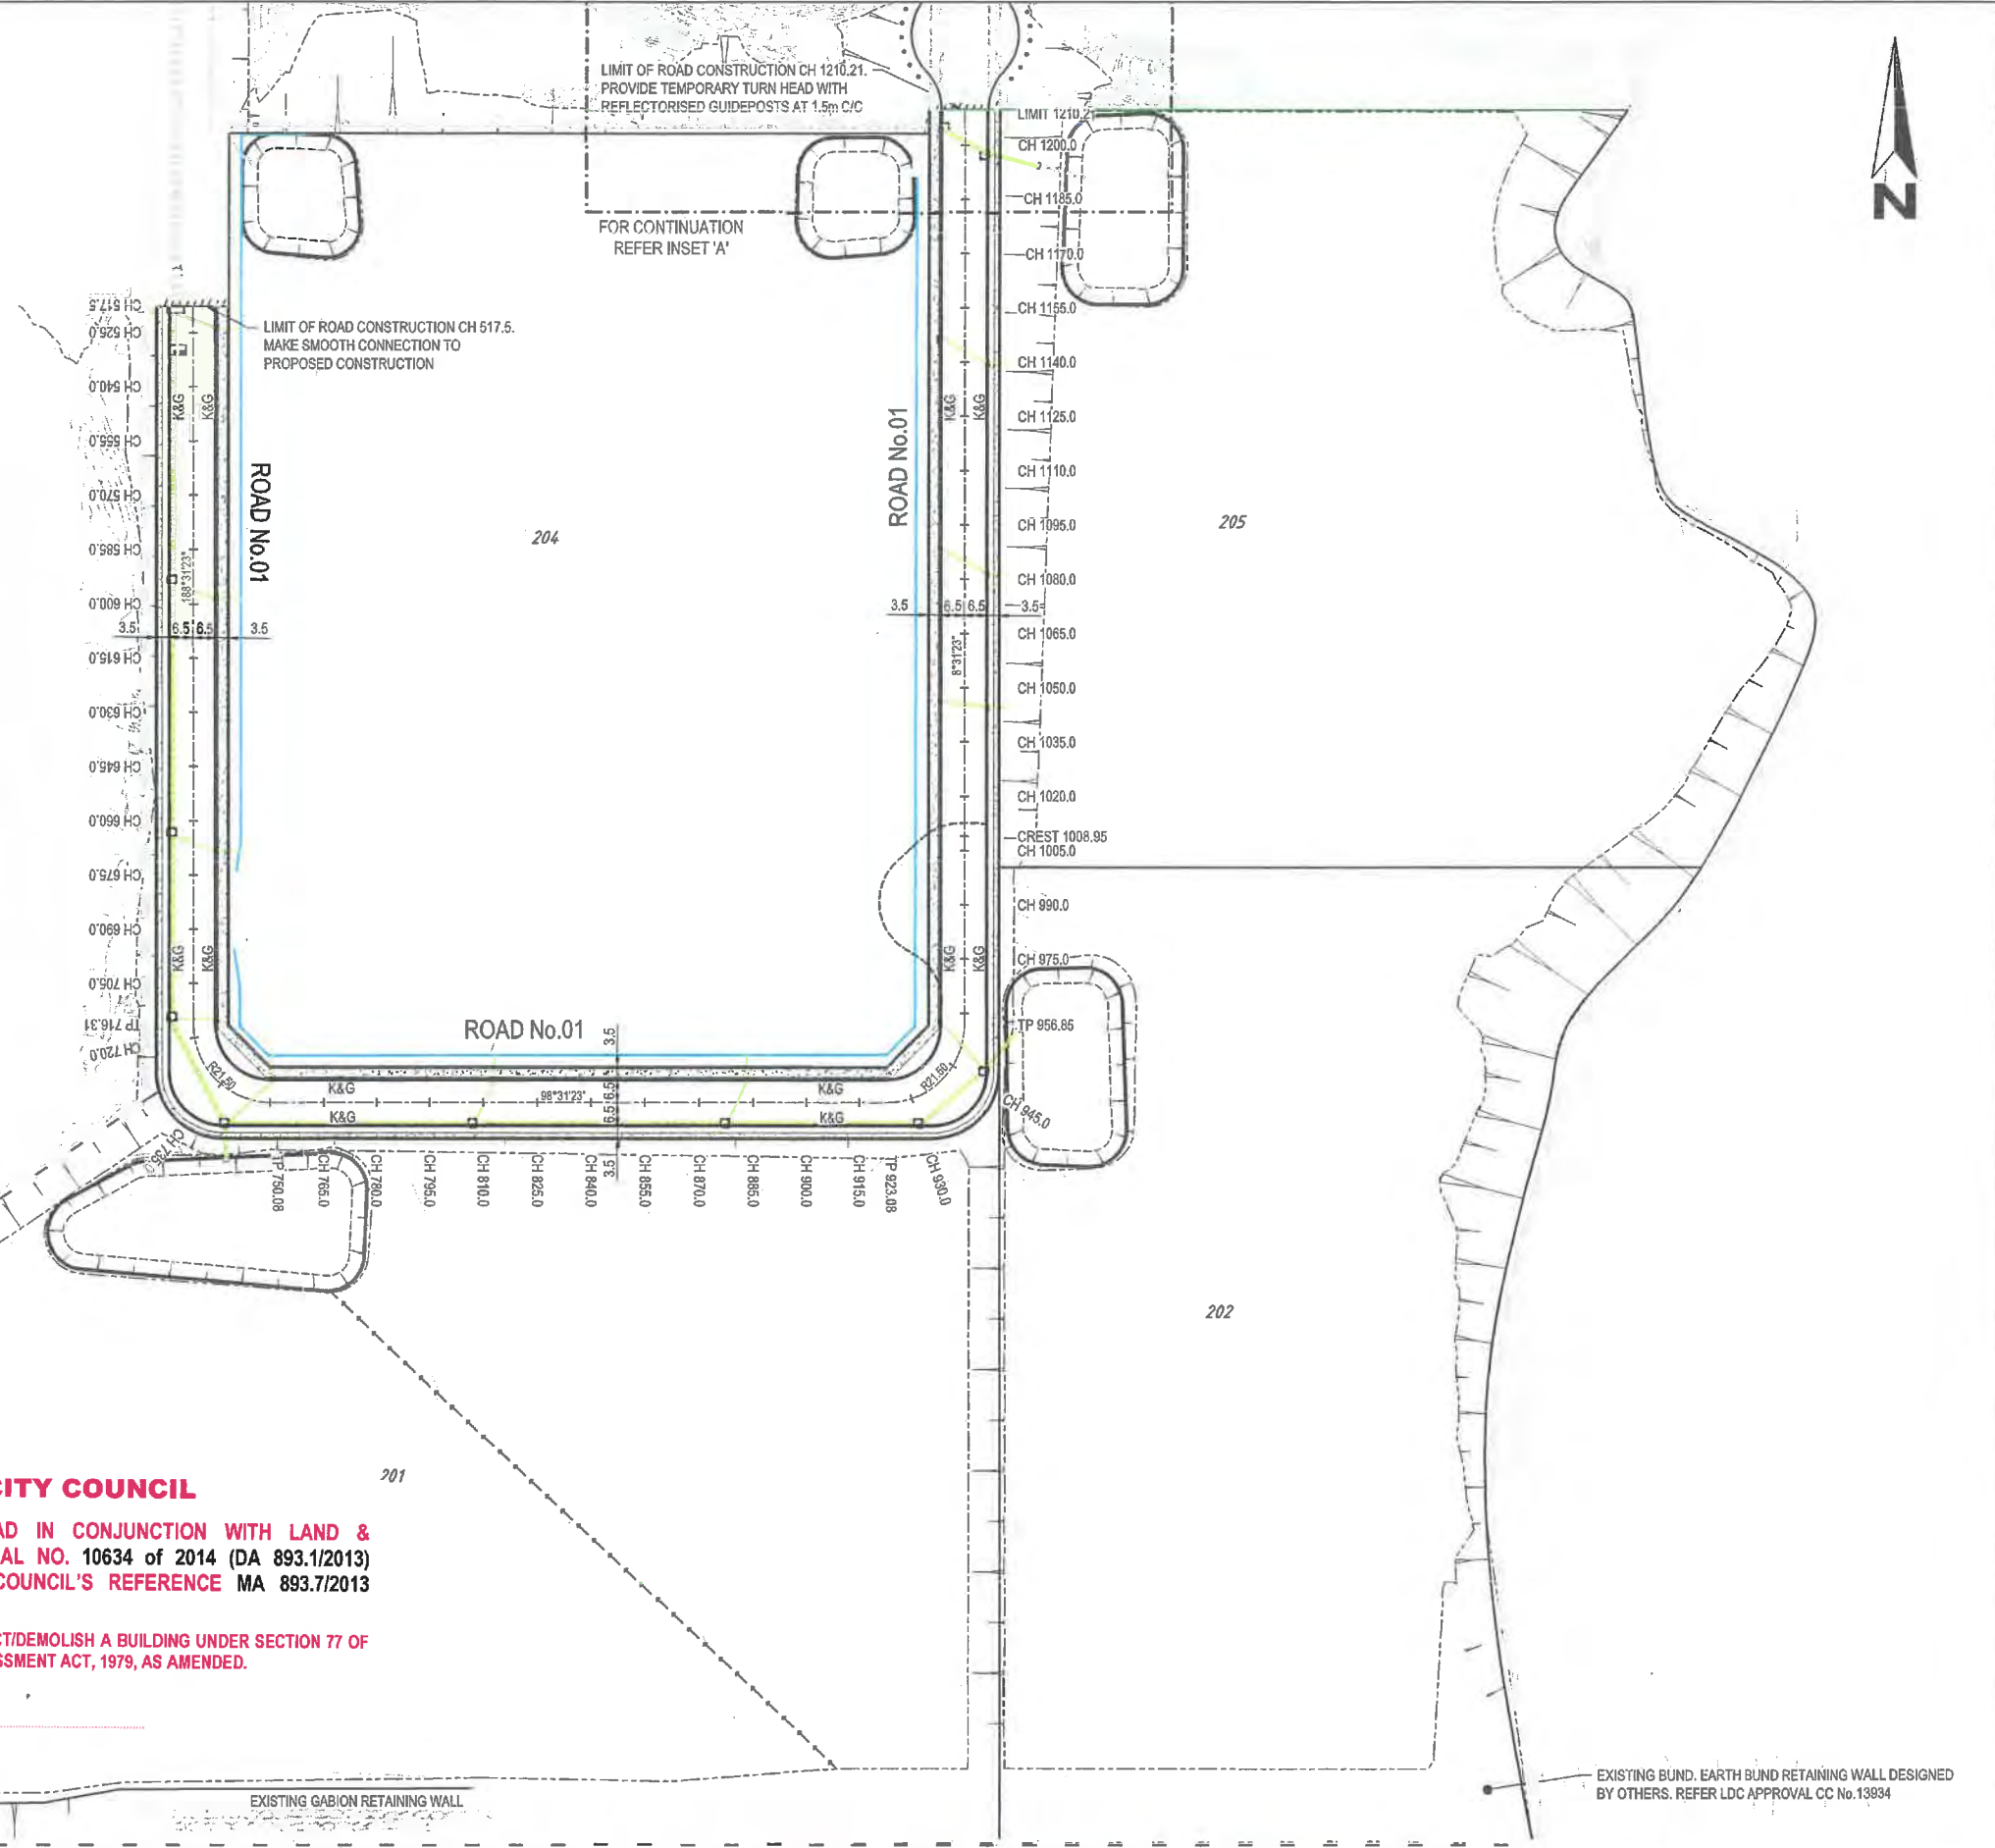 LIMIT OF ROAD CONSTRUCTION CH 1210.21.
PROVIDE TEMPORARY TURN HEAD WITH
REFLECTORISED GUIDEPOSTS AT 1.5m C/C
N
FOR CONTINUATION
REFER INSET 'A'
LIMIT OF ROAD CONSTRUCTION CH 517.5.
MAKE SMOOTH CONNECTION TO
PROPOSED CONSTRUCTION
CH 517.5
CH 525.0
CH 540.0
CH 555.0
CH 570.0
CH 585.0
CH 600.0
CH 615.0
CH 630.0
CH 645.0
CH 660.0
CH 675.0
CH 690.0
CH 705.0
TP 716.31
CH 720.0
CH 735.0
K&G
K&G
188°31'23"
3.5
6.5
6.5
3.5
K&G
K&G
R21.50
ROAD No.01
204
ROAD No.01
LIMIT 1210.21
CH 1200.0
CH 1185.0
CH 1170.0
CH 1155.0
CH 1140.0
CH 1125.0
CH 1110.0
CH 1095.0
CH 1080.0
CH 1065.0
CH 1050.0
CH 1035.0
CH 1020.0
CREST 1008.95
CH 1005.0
CH 990.0
CH 975.0
TP 956.85
CH 945.0
K&G
K&G
3.5
6.5
6.5
3.5
8°31'23"
K&G
K&G
R21.50
205
ROAD No.01
3.5
6.5
6.5
3.5
K&G
K&G
98°31'23"
K&G
K&G
TP 750.08
CH 765.0
CH 780.0
CH 795.0
CH 810.0
CH 825.0
CH 840.0
CH 855.0
CH 870.0
CH 885.0
CH 900.0
CH 915.0
TP 923.08
CH 930.0
202
201
CITY COUNCIL
AD IN CONJUNCTION WITH LAND &
AL NO. 10634 of 2014 (DA 893.1/2013)
COUNCIL'S REFERENCE MA 893.7/2013
CT/DEMOLISH A BUILDING UNDER SECTION 77 OF
SSMENT ACT, 1979, AS AMENDED.
EXISTING GABION RETAINING WALL
EXISTING BUND. EARTH BUND RETAINING WALL DESIGNED
BY OTHERS. REFER LDC APPROVAL CC No.13934